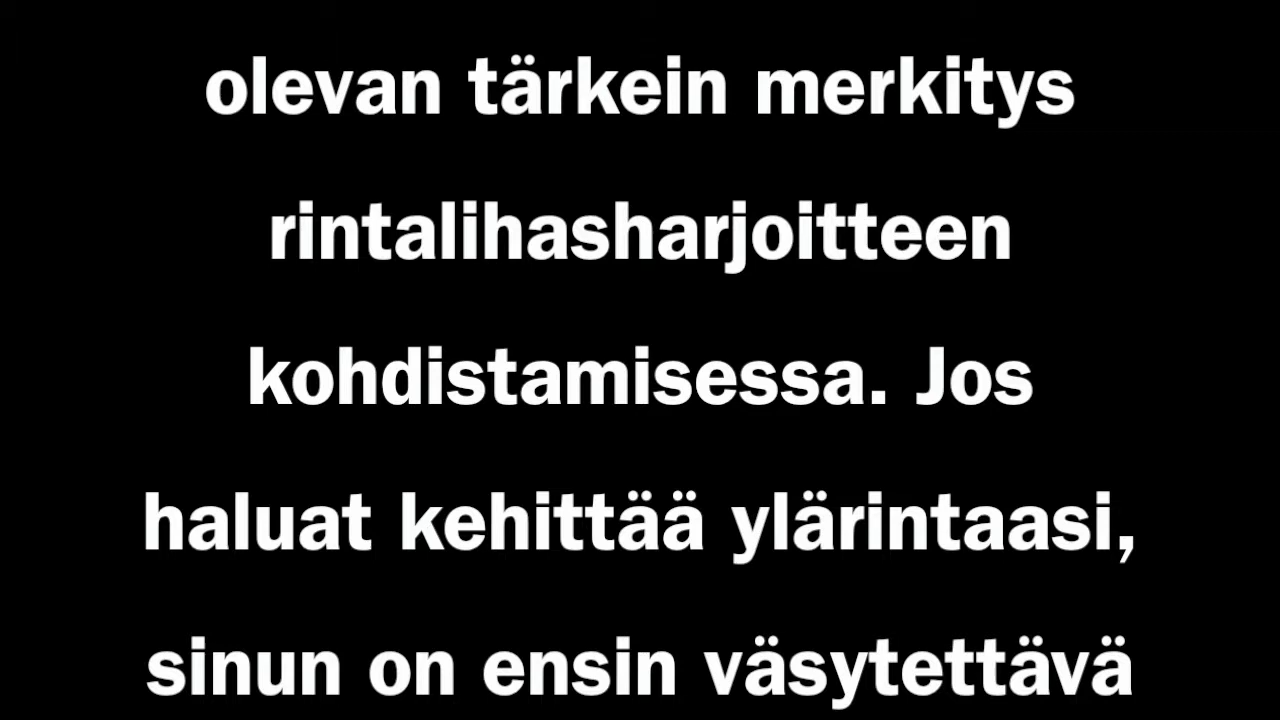 olevan tärkein merkitys
rintalihasharjoitteen
kohdistamisessa. Jos
haluat kehittää ylärintaasi,
sinun on ensin väsytettävä